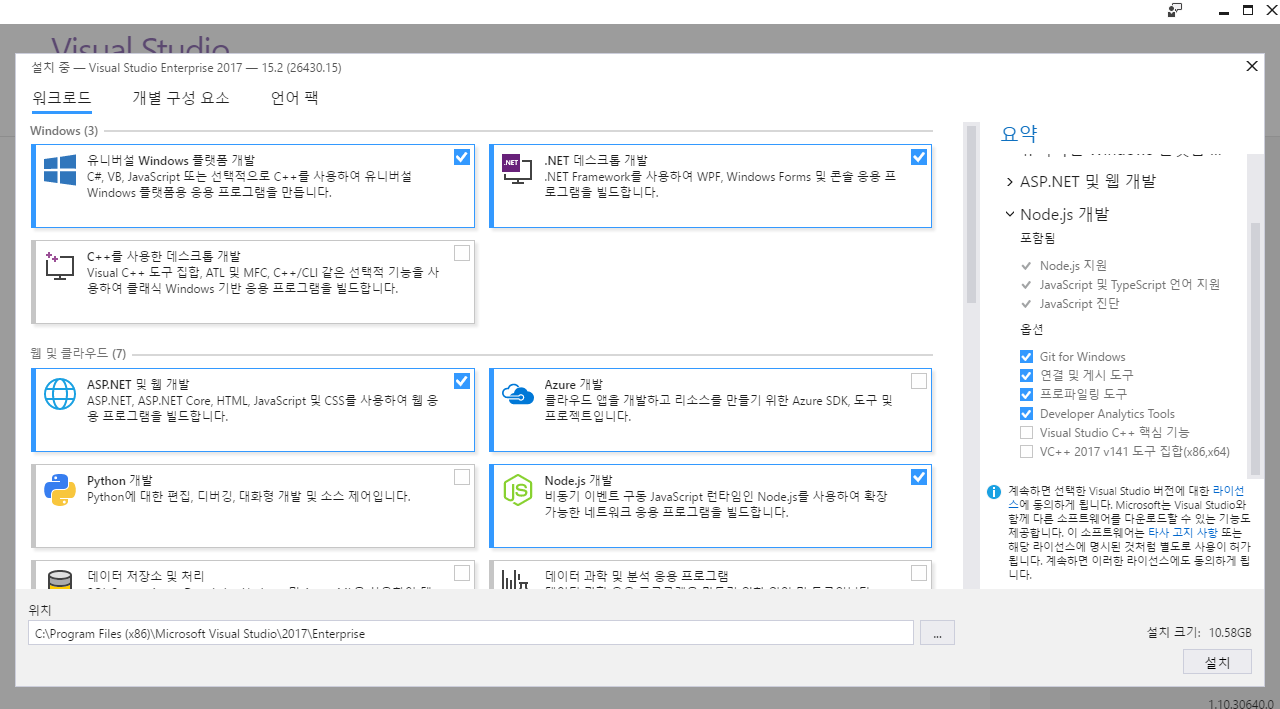 Visual Studio
설치 중 — Visual Studio Enterprise 2017 — 15.2 (26430.15)
워크로드
개별 구성 요소
언어 팩
Windows (3)
유니버설 Windows 플랫폼 개발
C#, VB, JavaScript 또는 선택적으로 C++를 사용하여 유니버설
Windows 플랫폼용 응용 프로그램을 만듭니다.
.NET
.NET 데스크톱 개발
.NET Framework를 사용하여 WPF, Windows Forms 및 콘솔 응용 프
로그램을 빌드합니다.
C++를 사용한 데스크톱 개발
Visual C++ 도구 집합, ATL 및 MFC, C++/CLI 같은 선택적 기능을 사
용하여 클래식 Windows 기반 응용 프로그램을 빌드합니다.
웹 및 클라우드 (7)
ASP.NET 및 웹 개발
ASP.NET, ASP.NET Core, HTML, JavaScript 및 CSS를 사용하여 웹 응
용 프로그램을 빌드합니다.
Azure 개발
클라우드 앱을 개발하고 리소스를 만들기 위한 Azure SDK, 도구 및
프로젝트입니다.
Python 개발
Python에 대한 편집, 디버깅, 대화형 개발 및 소스 제어입니다.
JS
Node.js 개발
비동기 이벤트 구동 JavaScript 런타임인 Node.js를 사용하여 확장
가능한 네트워크 응용 프로그램을 빌드합니다.
데이터 저장소 및 처리
데이터 과학 및 분석 응용 프로그램
요약
ASP.NET 및 웹 개발
Node.js 개발
포함됨
Node.js 지원
JavaScript 및 TypeScript 언어 지원
JavaScript 진단
옵션
Git for Windows
연결 및 게시 도구
프로파일링 도구
Developer Analytics Tools
Visual Studio C++ 핵심 기능
VC++ 2017 v141 도구 집합(x86,x64)
계속하면 선택한 Visual Studio 버전에 대한 라이선
스에 동의하게 됩니다. Microsoft는 Visual Studio와
함께 다른 소프트웨어를 다운로드할 수 있는 기능도
제공합니다. 이 소프트웨어는 타사 고지 사항 또는
해당 라이선스에 명시된 것처럼 별도로 사용이 허가
됩니다. 계속하면 이러한 라이선스에도 동의하게 됩
니다.
위치
C:\Program Files (x86)\Microsoft Visual Studio\2017\Enterprise
...
설치 크기: 10.58GB
설치
1.10.30640.0